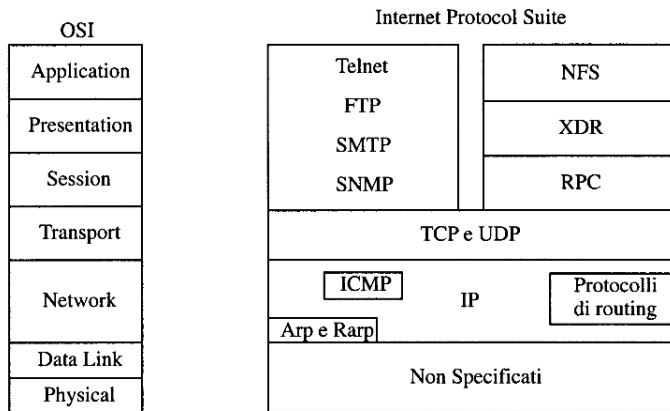 Internet Protocol Suite
OSI
Application
Presentation
Session
Transport
Network
Data Link
Physical
Telnet
FTP
SMTP
SNMP
NFS
XDR
RPC
TCP e UDP
ICMP
IP
Protocolli
di routing
Arp e Rarp
Non Specificati